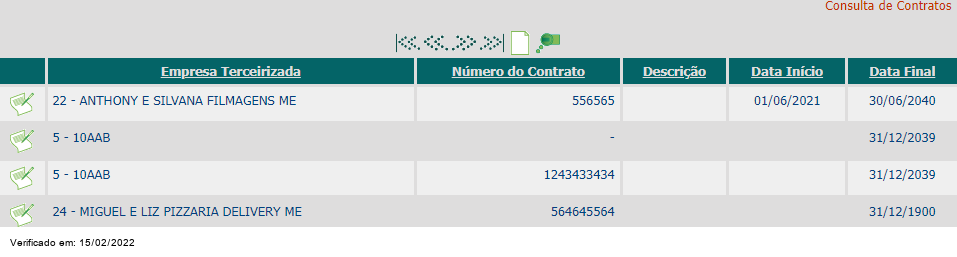 Consulta de Contratos
Empresa Terceirizada Número do Contrato Descrição Data Início Data Final
22 - ANTHONY E SILVANA FILMAGENS ME 556565 01/06/2021 30/06/2040
5 - 10AAB - 31/12/2039
5 - 10AAB 1243433434 31/12/2039
24 - MIGUEL E LIZ PIZZARIA DELIVERY ME 564645564 31/12/1900
Verificado em: 15/02/2022